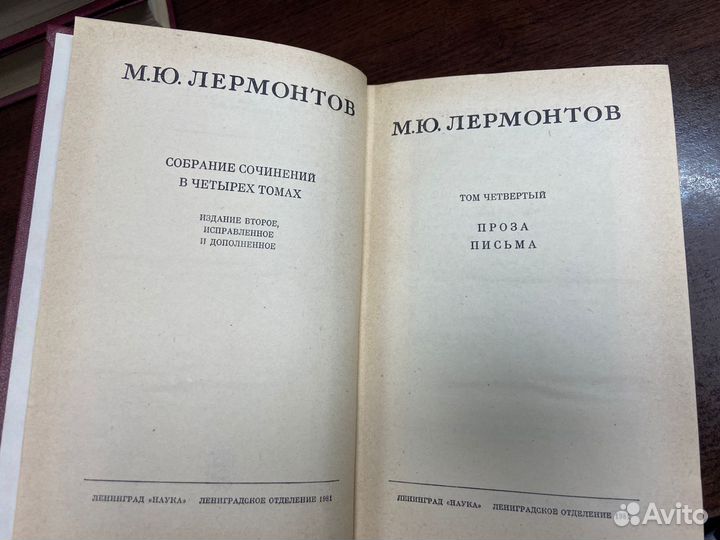 М.Ю. ЛЕРМОНТОВ
СОБРАНИЕ СОЧИНЕНИЙ
В ЧЕТЫРЕХ ТОМАХ
ИЗДАНИЕ ВТОРОЕ,
ИСПРАВЛЕННОЕ
И ДОПОЛНЕННОЕ
ЛЕНИНГРАД «НАУКА» ЛЕНИНГРАДСКОЕ ОТДЕЛЕНИЕ 1981
М.Ю. ЛЕРМОНТОВ
ТОМ ЧЕТВЕРТЫЙ
ПРОЗА
ПИСЬМА
ЛЕНИНГРАД «НАУКА» ЛЕНИНГРАДСКОЕ ОТДЕЛЕНИЕ
Avito